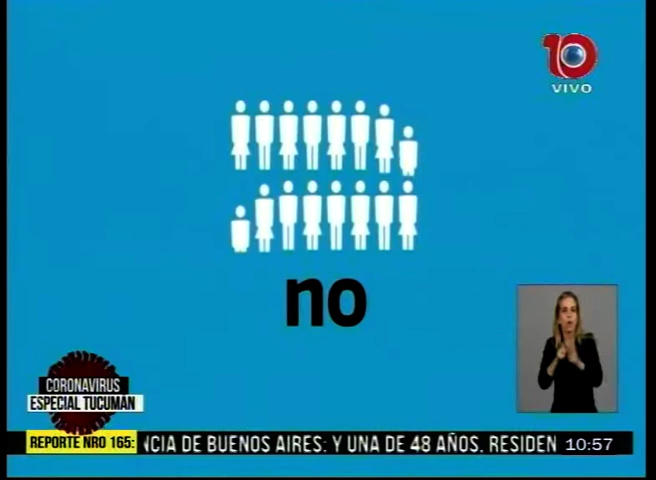 10
VIVO
no
CORONAVIRUS
ESPECIAL TUCUMÁN
REPORTE NRO 165: NCIA DE BUENOS AIRES; Y UNA DE 48 AÑOS, RESIDEN 10:57